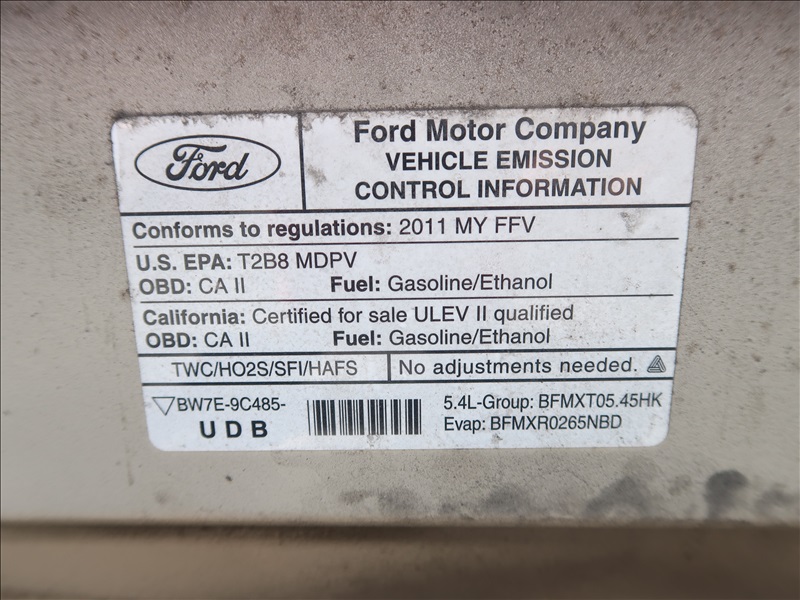 Ford
Ford Motor Company
VEHICLE EMISSION
CONTROL INFORMATION
Conforms to regulations: 2011 MY FFV
U.S. EPA: T2B8 MDPV
OBD: CA II Fuel: Gasoline/Ethanol
California: Certified for sale ULEV II qualified
OBD: CA II Fuel: Gasoline/Ethanol
TWC/HO2S/SFI/HAFS No adjustments needed.
BW7E-9C485- 5.4L-Group: BFMXT05.45HK
UDB Evap: BFMXR0265NBD